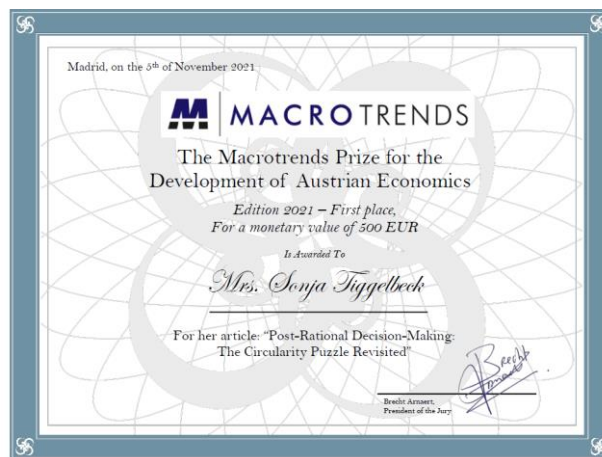 Madrid, on the 5th of November 2021
M MACROTRENDS
The Macrotrends Prize for the
Development of Austrian Economics
Edition 2021 – First place,
For a monetary value of 500 EUR
Is Awarded To
Mrs. Sonja Tiggelbeck
For her article: "Post-Rational Decision-Making:
The Circularity Puzzle Revisited"
Brecht
Arnaert
Brecht Arnaert,
President of the Jury